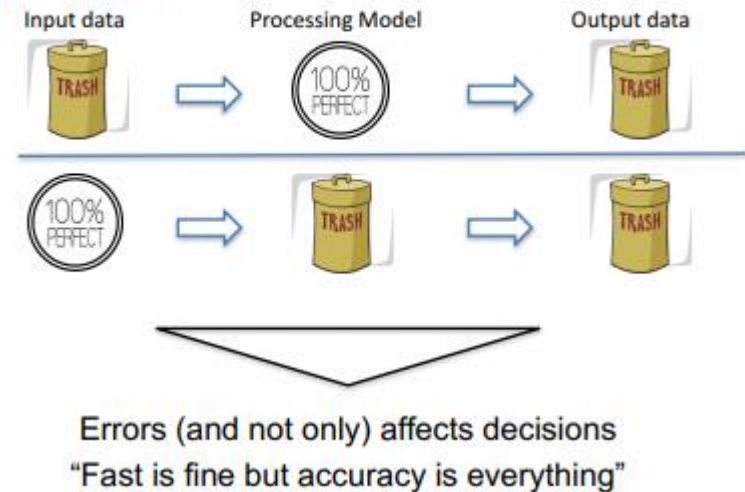 Input data Processing Model Output data
TRASH 100% PERFECT TRASH
100% PERFECT TRASH TRASH
Errors (and not only) affects decisions
“Fast is fine but accuracy is everything”